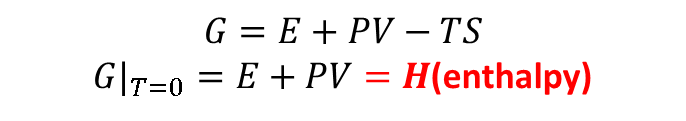 G = E + PV − TS
G|T=0 = E + PV = H(enthalpy)